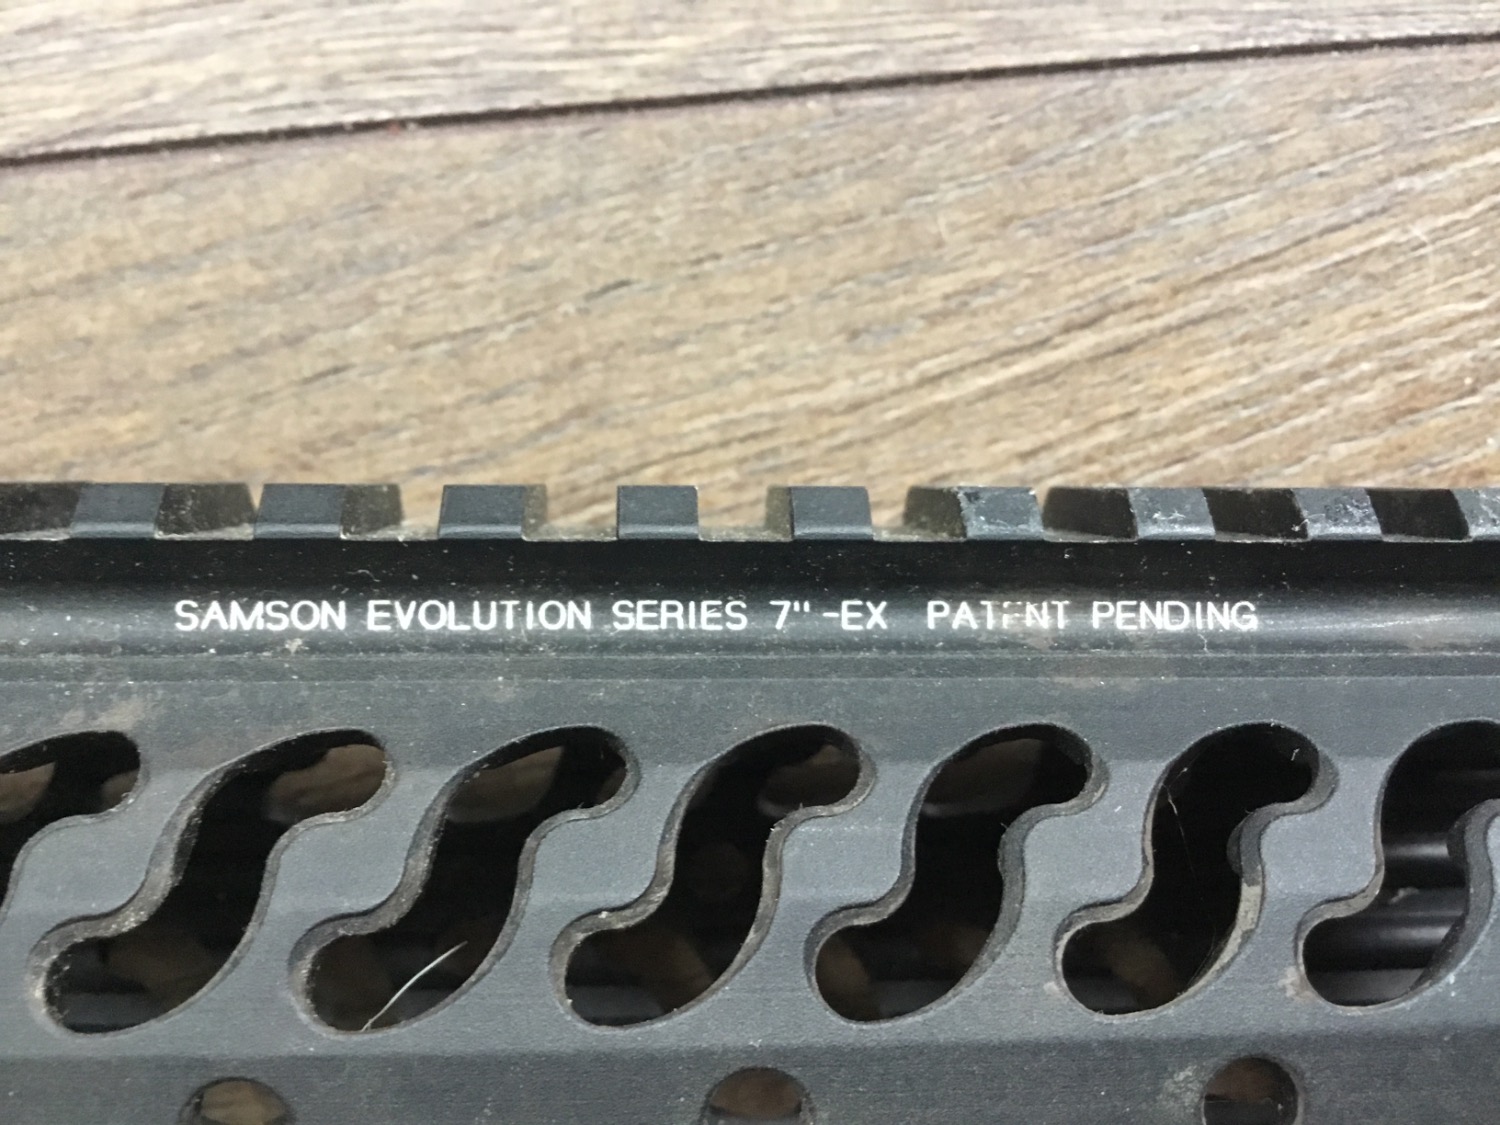 SAMSON EVOLUTION SERIES 7" -EX PATENT PENDING